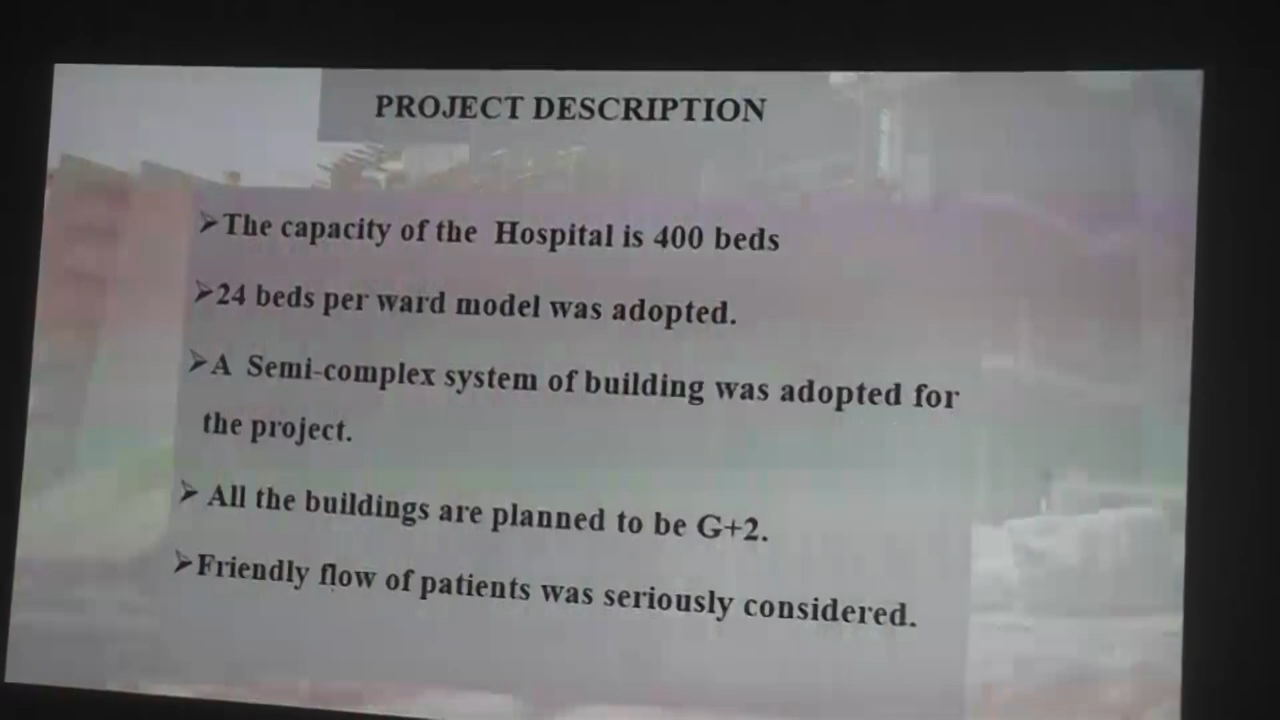 PROJECT DESCRIPTION
➢The capacity of the Hospital is 400 beds
➢24 beds per ward model was adopted.
➢A Semi-complex system of building was adopted for
the project.
➢ All the buildings are planned to be G+2.
➢Friendly flow of patients was seriously considered.